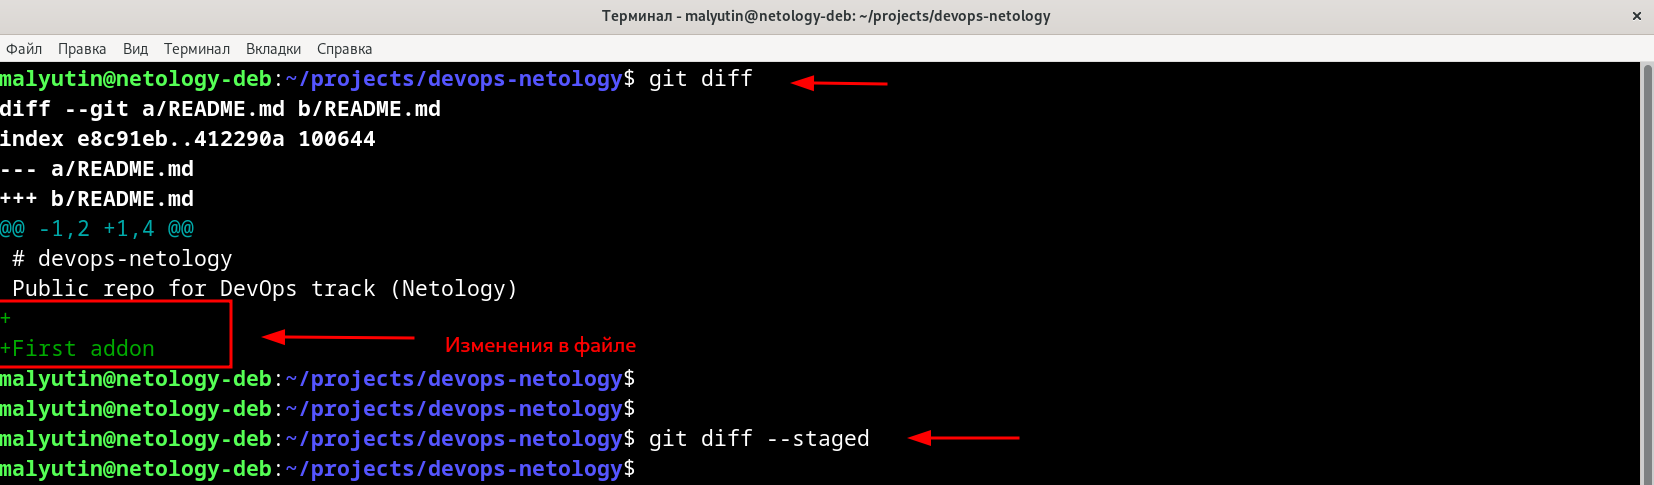 Терминал - malyutin@netology-deb: ~/projects/devops-netology
Файл Правка Вид Терминал Вкладки Справка
malyutin@netology-deb:~/projects/devops-netology$ git diff
diff --git a/README.md b/README.md
index e8c91eb..412290a 100644
--- a/README.md
+++ b/README.md
@@ -1,2 +1,4 @@
 # devops-netology
 Public repo for DevOps track (Netology)
+
+First addon
Изменения в файле
malyutin@netology-deb:~/projects/devops-netology$
malyutin@netology-deb:~/projects/devops-netology$
malyutin@netology-deb:~/projects/devops-netology$ git diff --staged
malyutin@netology-deb:~/projects/devops-netology$